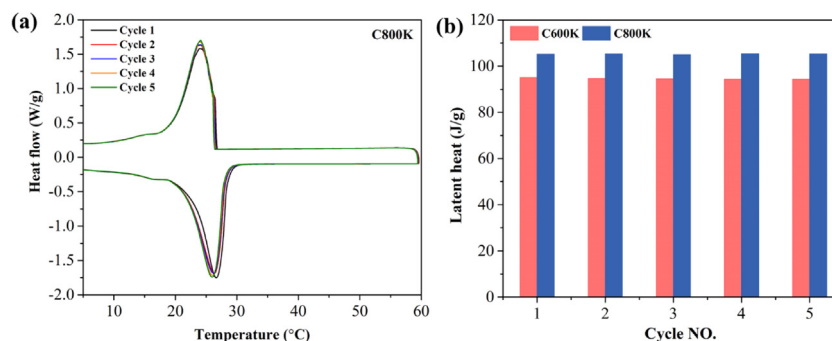 (a)
C800K
Cycle 1
Cycle 2
Cycle 3
Cycle 4
Cycle 5
2.0
1.5
1.0
0.5
0.0
-0.5
-1.0
-1.5
-2.0
Heat flow (W/g)
10 20 30 40 50 60
Temperature (°C)
(b)
C600K C800K
120
100
80
60
40
20
0
Latent heat (J/g)
1 2 3 4 5
Cycle NO.